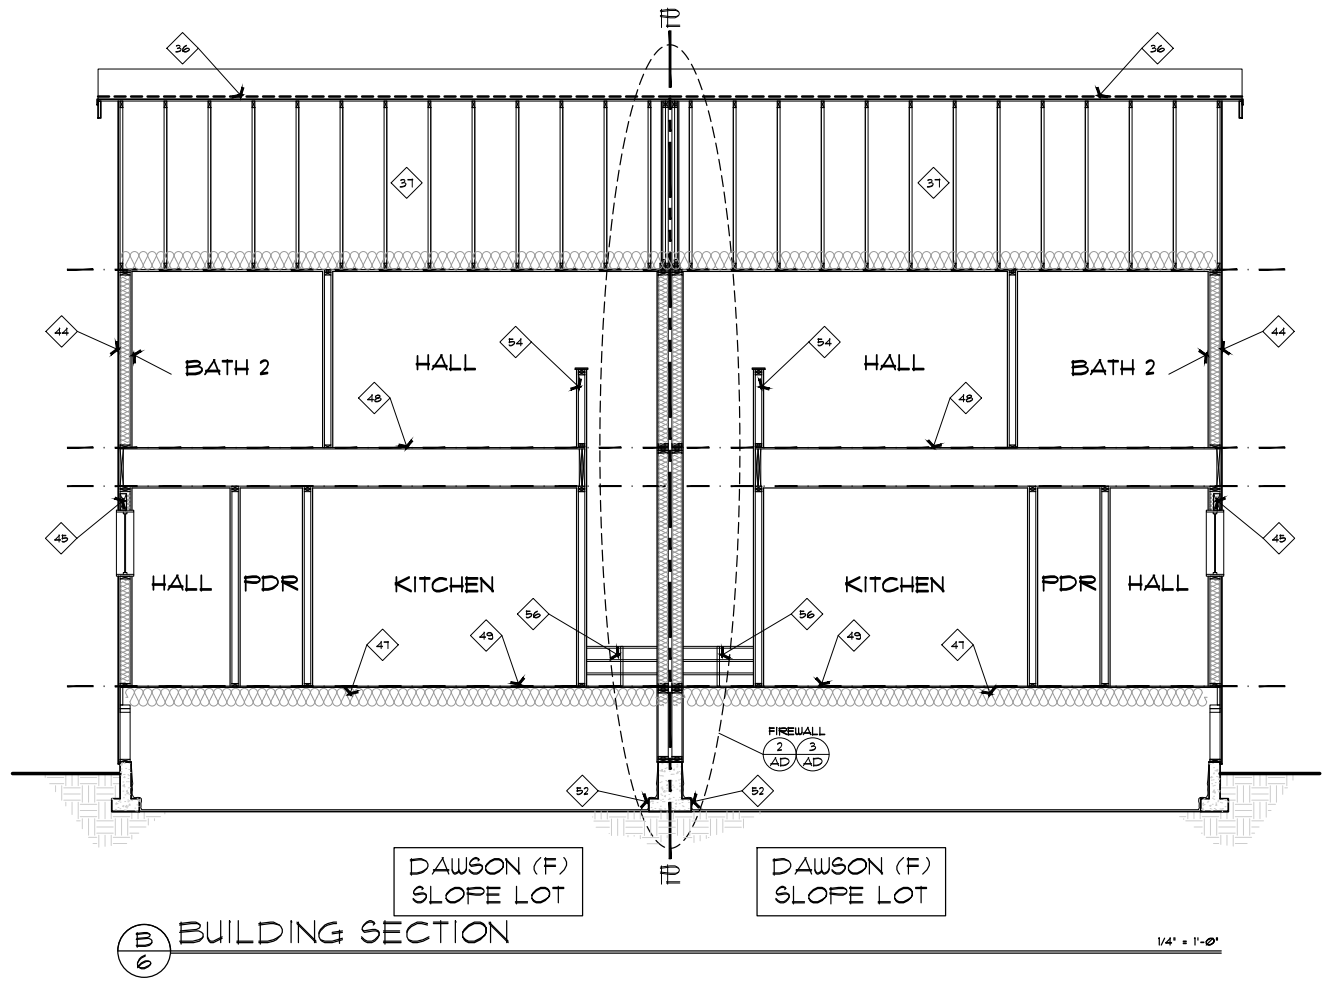 PL
36
36
37
37
44
BATH 2
HALL
54
54
HALL
BATH 2
44
48
48
45
45
HALL
PDR
KITCHEN
KITCHEN
PDR
HALL
56
56
47
49
49
47
FIREWALL
2
AD
3
AD
52
52
DAWSON (F)
SLOPE LOT
PL
DAWSON (F)
SLOPE LOT
B
6
BUILDING SECTION
1/4" = 1'-0"